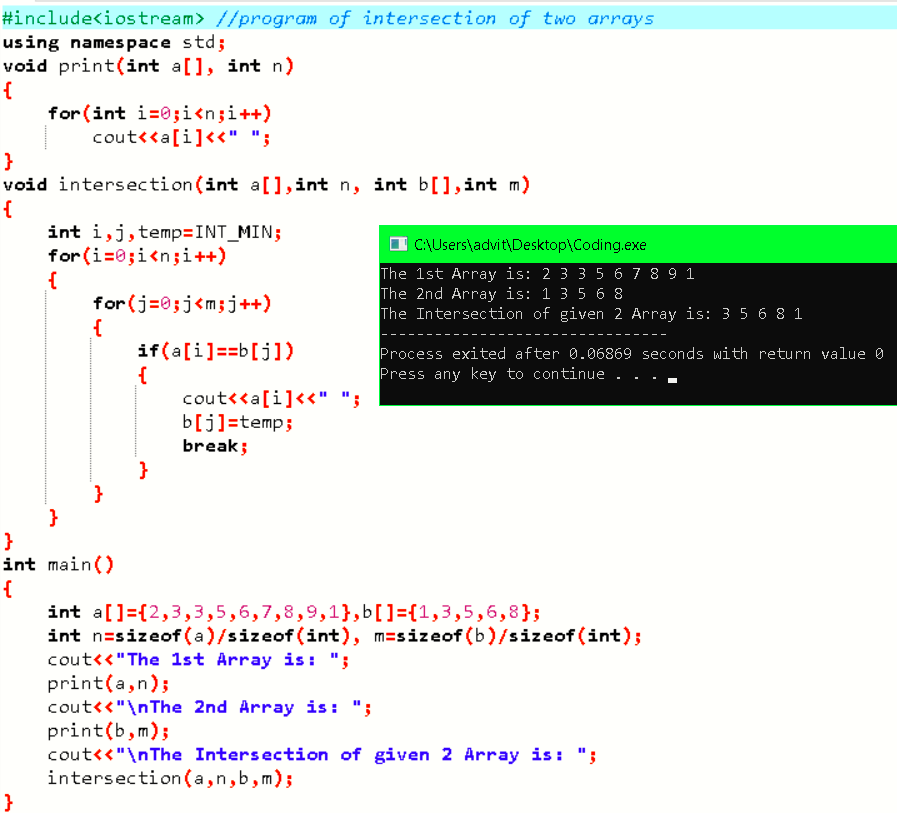 #include<iostream> //program of intersection of two arrays
using namespace std;
void print(int a[], int n)
{
    for(int i=0;i<n;i++)
        cout<<a[i]<<" ";
}
void intersection(int a[],int n, int b[],int m)
{
    int i,j,temp=INT_MIN;
    for(i=0;i<n;i++)
    {
        for(j=0;j<m;j++)
        {
            if(a[i]==b[j])
            {
                cout<<a[i]<<" ";
                b[j]=temp;
                break;
            }
        }
    }
}
int main()
{
    int a[]={2,3,3,5,6,7,8,9,1},b[]={1,3,5,6,8};
    int n=sizeof(a)/sizeof(int), m=sizeof(b)/sizeof(int);
    cout<<"The 1st Array is: ";
    print(a,n);
    cout<<"\nThe 2nd Array is: ";
    print(b,m);
    cout<<"\nThe Intersection of given 2 Array is: ";
    intersection(a,n,b,m);
}
C:\Users\advit\Desktop\Coding.exe
The 1st Array is: 2 3 3 5 6 7 8 9 1
The 2nd Array is: 1 3 5 6 8
The Intersection of given 2 Array is: 3 5 6 8 1
--------------------------------
Process exited after 0.06869 seconds with return value 0
Press any key to continue . . .